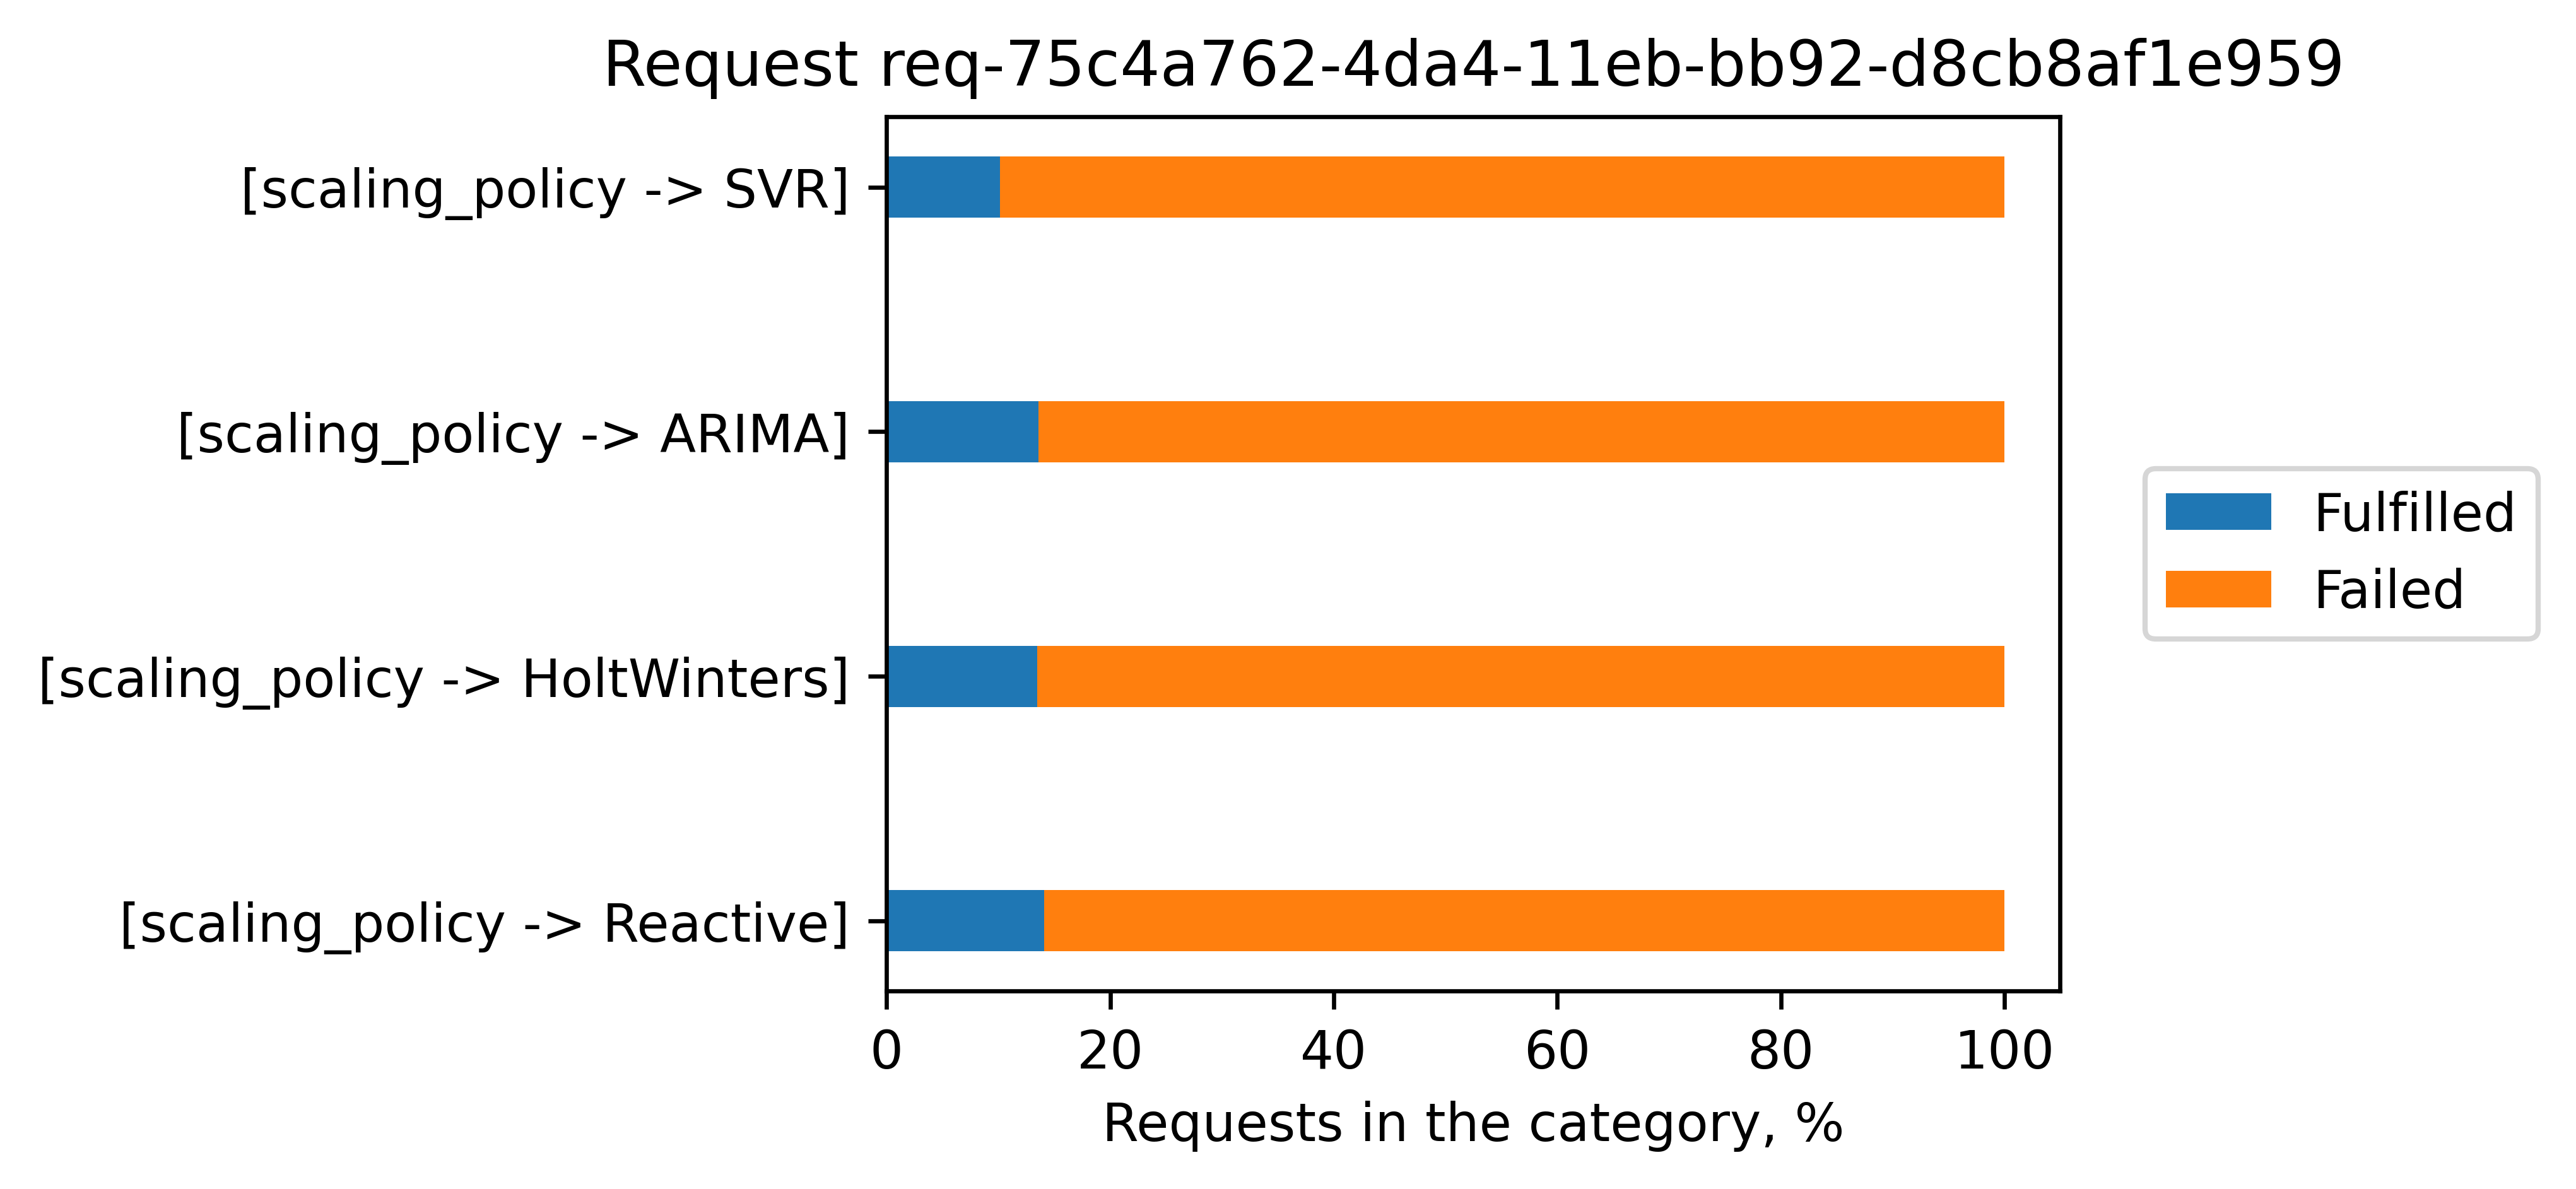 Request req-75c4a762-4da4-11eb-bb92-d8cb8af1e959
[scaling_policy -> SVR]
[scaling_policy -> ARIMA]
[scaling_policy -> HoltWinters]
[scaling_policy -> Reactive]
0 20 40 60 80 100
Requests in the category, %
Fulfilled
Failed